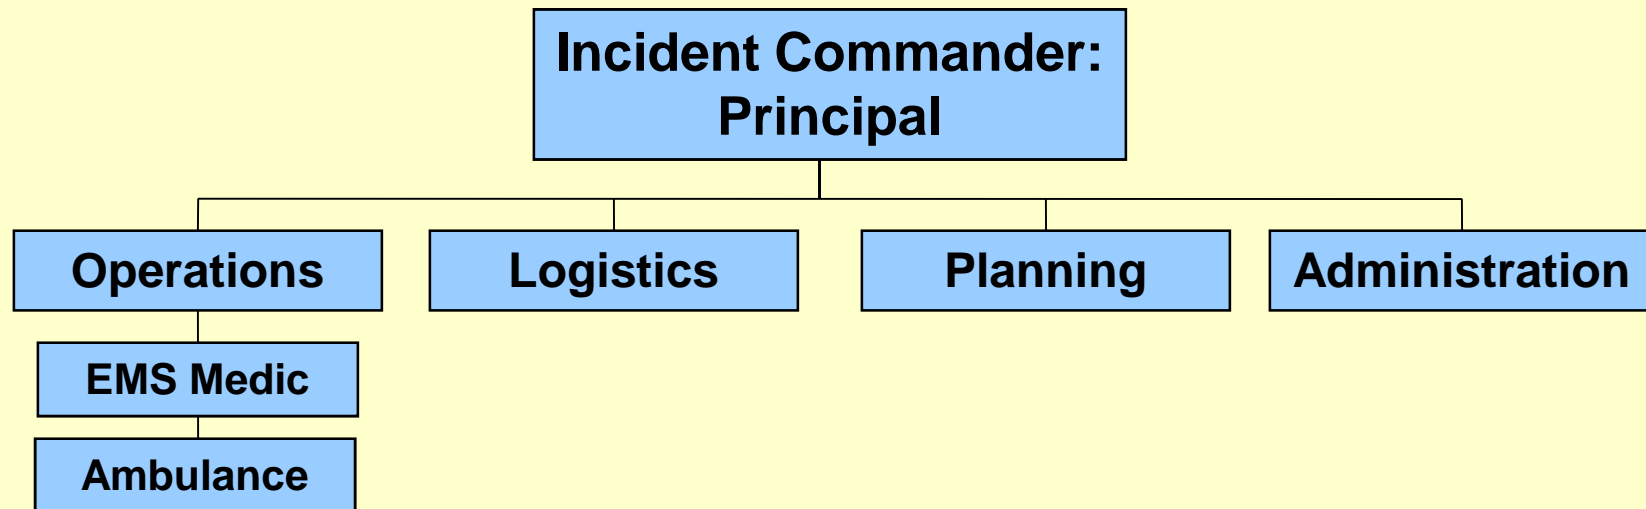 Incident Commander:
Principal
Operations
Logistics
Planning
Administration
EMS Medic
Ambulance